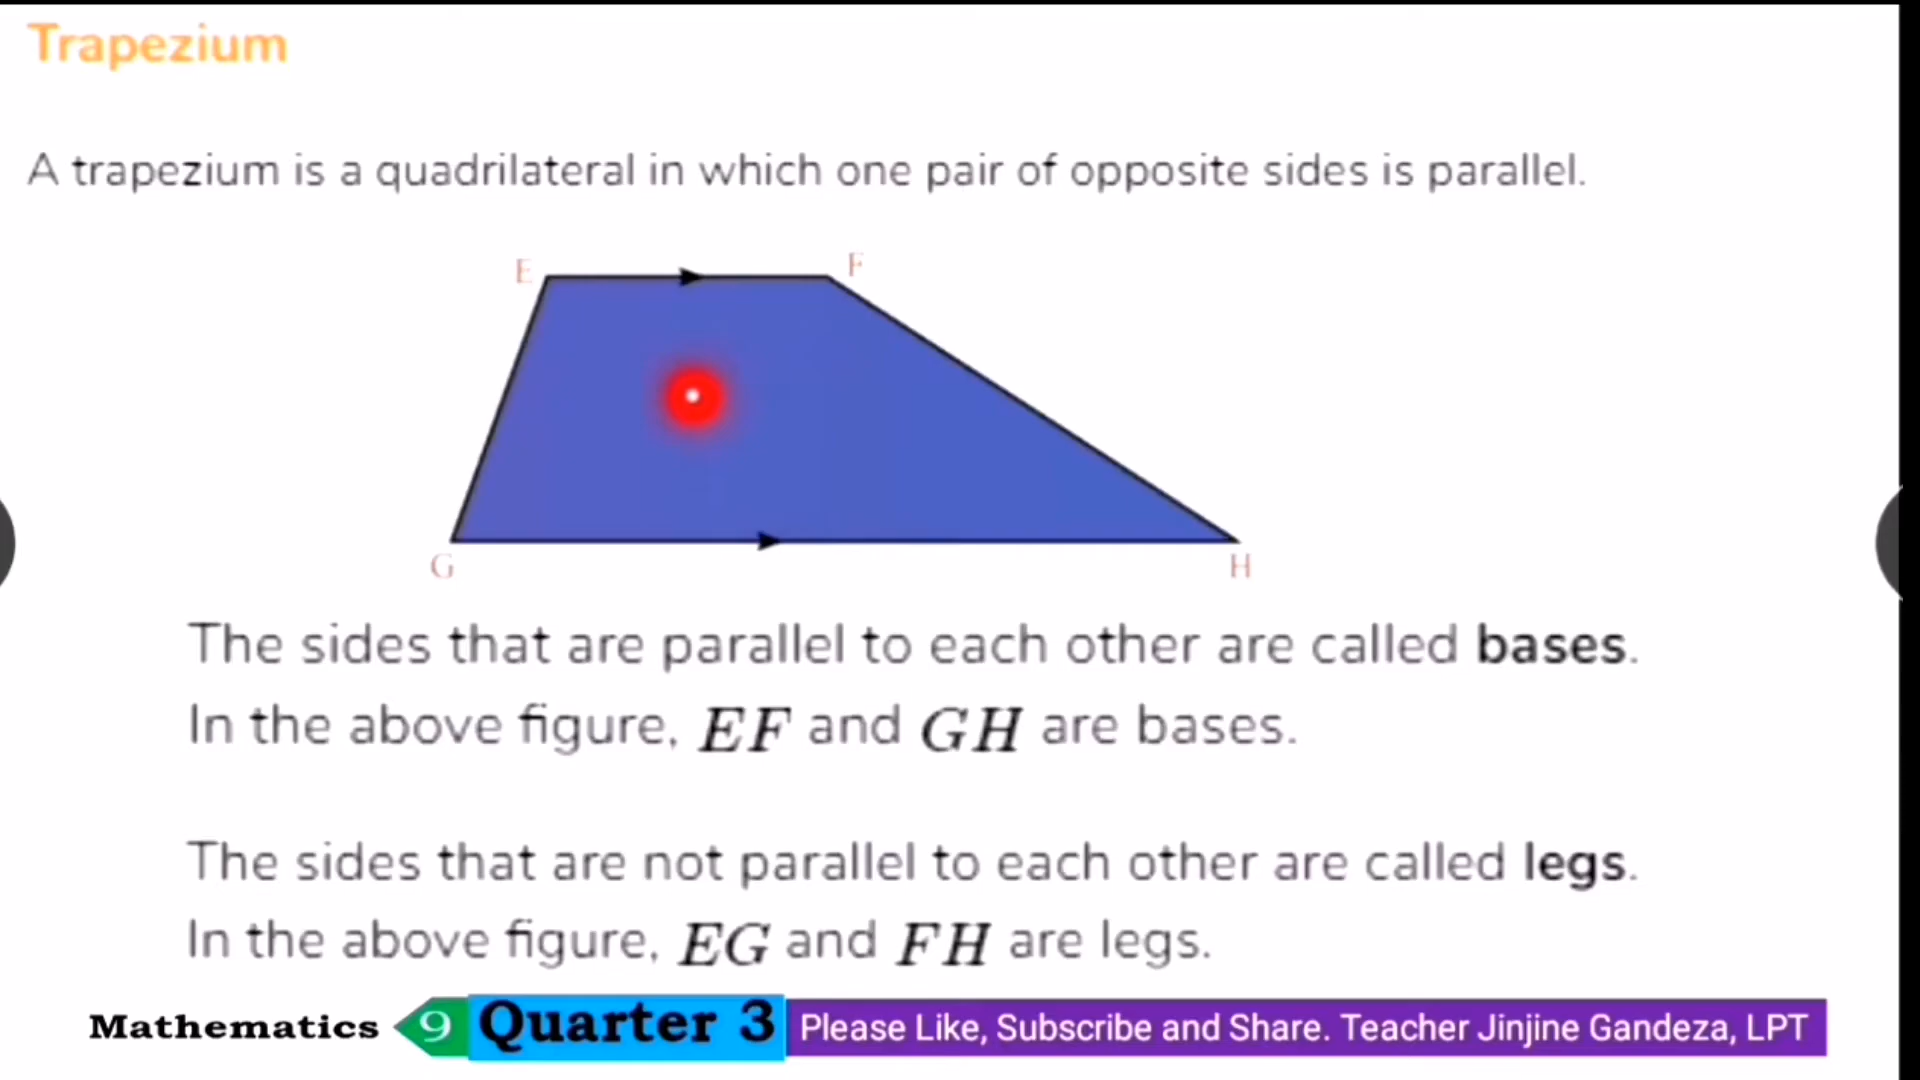 Trapezium
A trapezium is a quadrilateral in which one pair of opposite sides is parallel.
E F
G H
The sides that are parallel to each other are called bases.
In the above figure, EF and GH are bases.
The sides that are not parallel to each other are called legs.
In the above figure, EG and FH are legs.
Mathematics 9 Quarter 3 Please Like, Subscribe and Share. Teacher Jinjine Gandeza, LPT